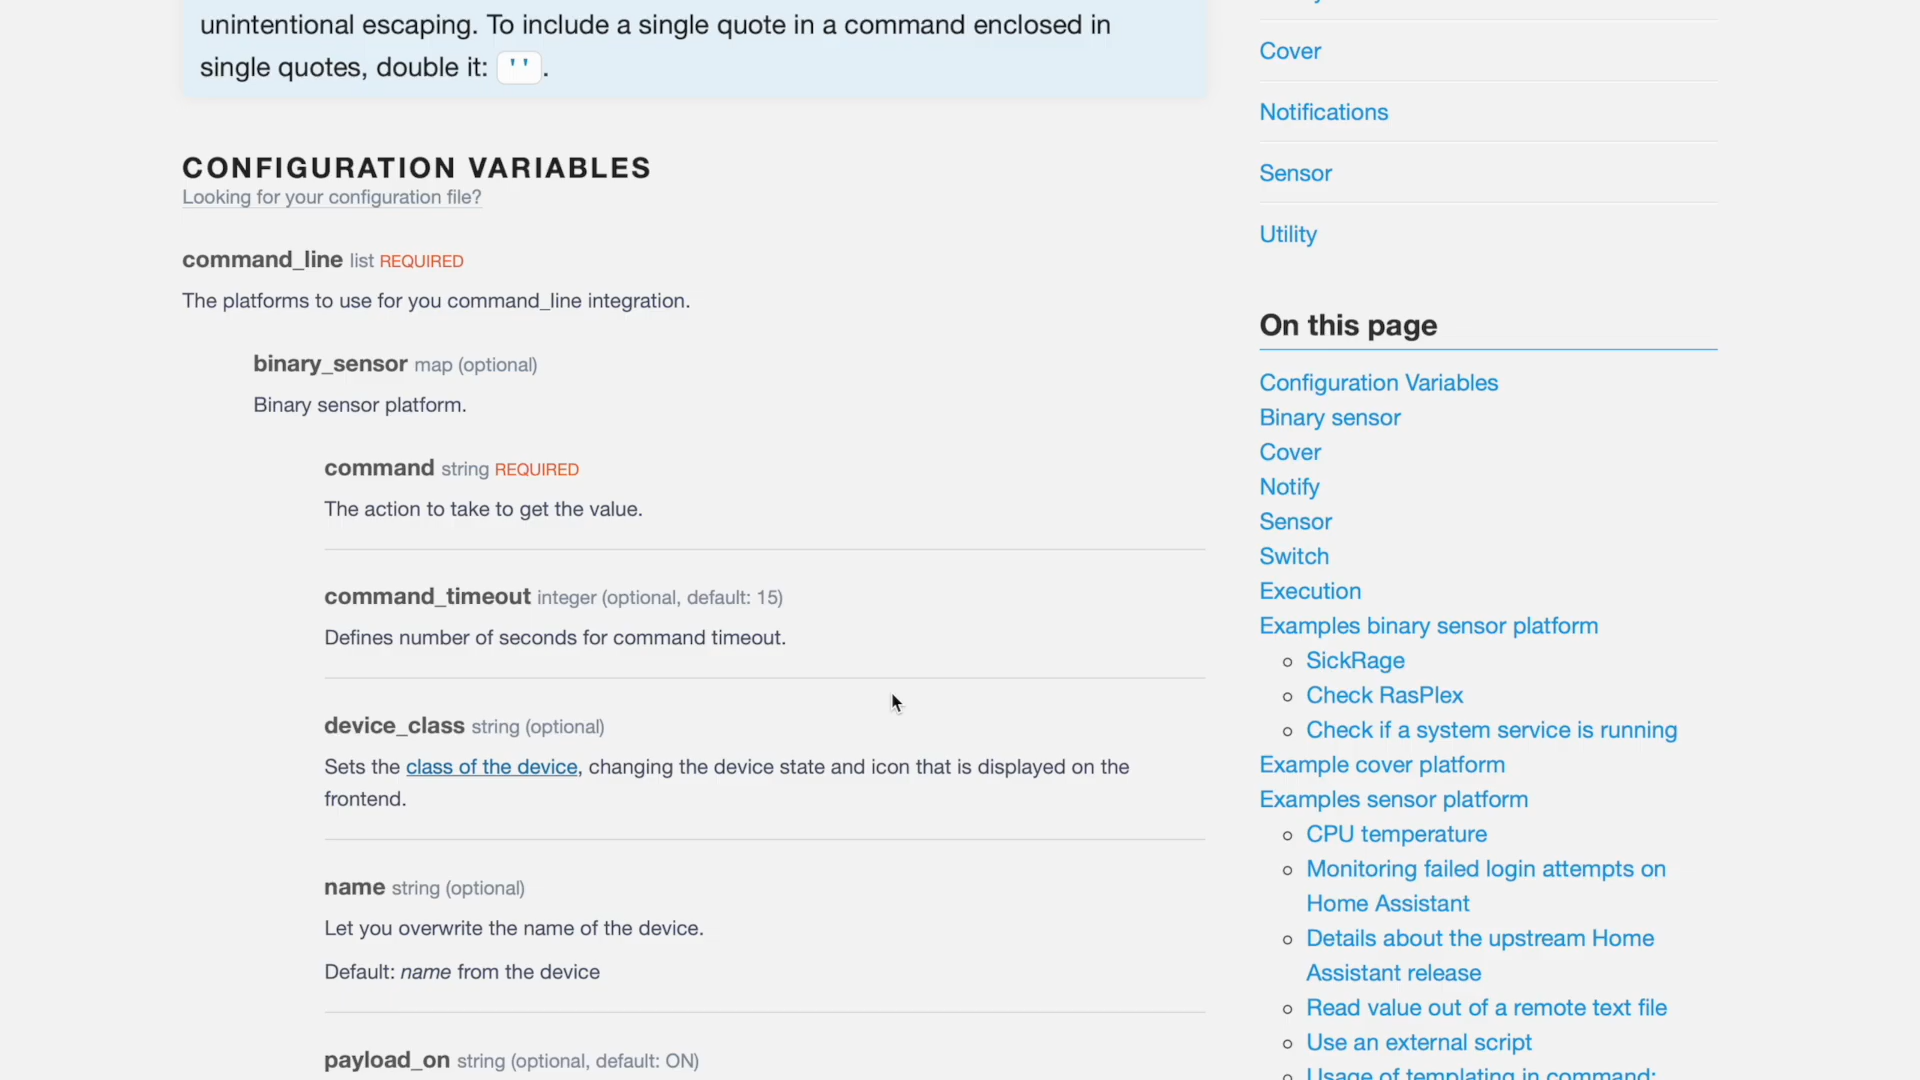 unintentional escaping. To include a single quote in a command enclosed in
single quotes, double it: ''.
CONFIGURATION VARIABLES
Looking for your configuration file?
command_line list REQUIRED
The platforms to use for you command_line integration.
binary_sensor map (optional)
Binary sensor platform.
command string REQUIRED
The action to take to get the value.
command_timeout integer (optional, default: 15)
Defines number of seconds for command timeout.
device_class string (optional)
Sets the class of the device, changing the device state and icon that is displayed on the
frontend.
name string (optional)
Let you overwrite the name of the device.
Default: name from the device
payload_on string (optional, default: ON)
Cover
Notifications
Sensor
Utility
On this page
Configuration Variables
Binary sensor
Cover
Notify
Sensor
Switch
Execution
Examples binary sensor platform
SickRage
Check RasPlex
Check if a system service is running
Example cover platform
Examples sensor platform
CPU temperature
Monitoring failed login attempts on
Home Assistant
Details about the upstream Home
Assistant release
Read value out of a remote text file
Use an external script
Usage of templating in command: